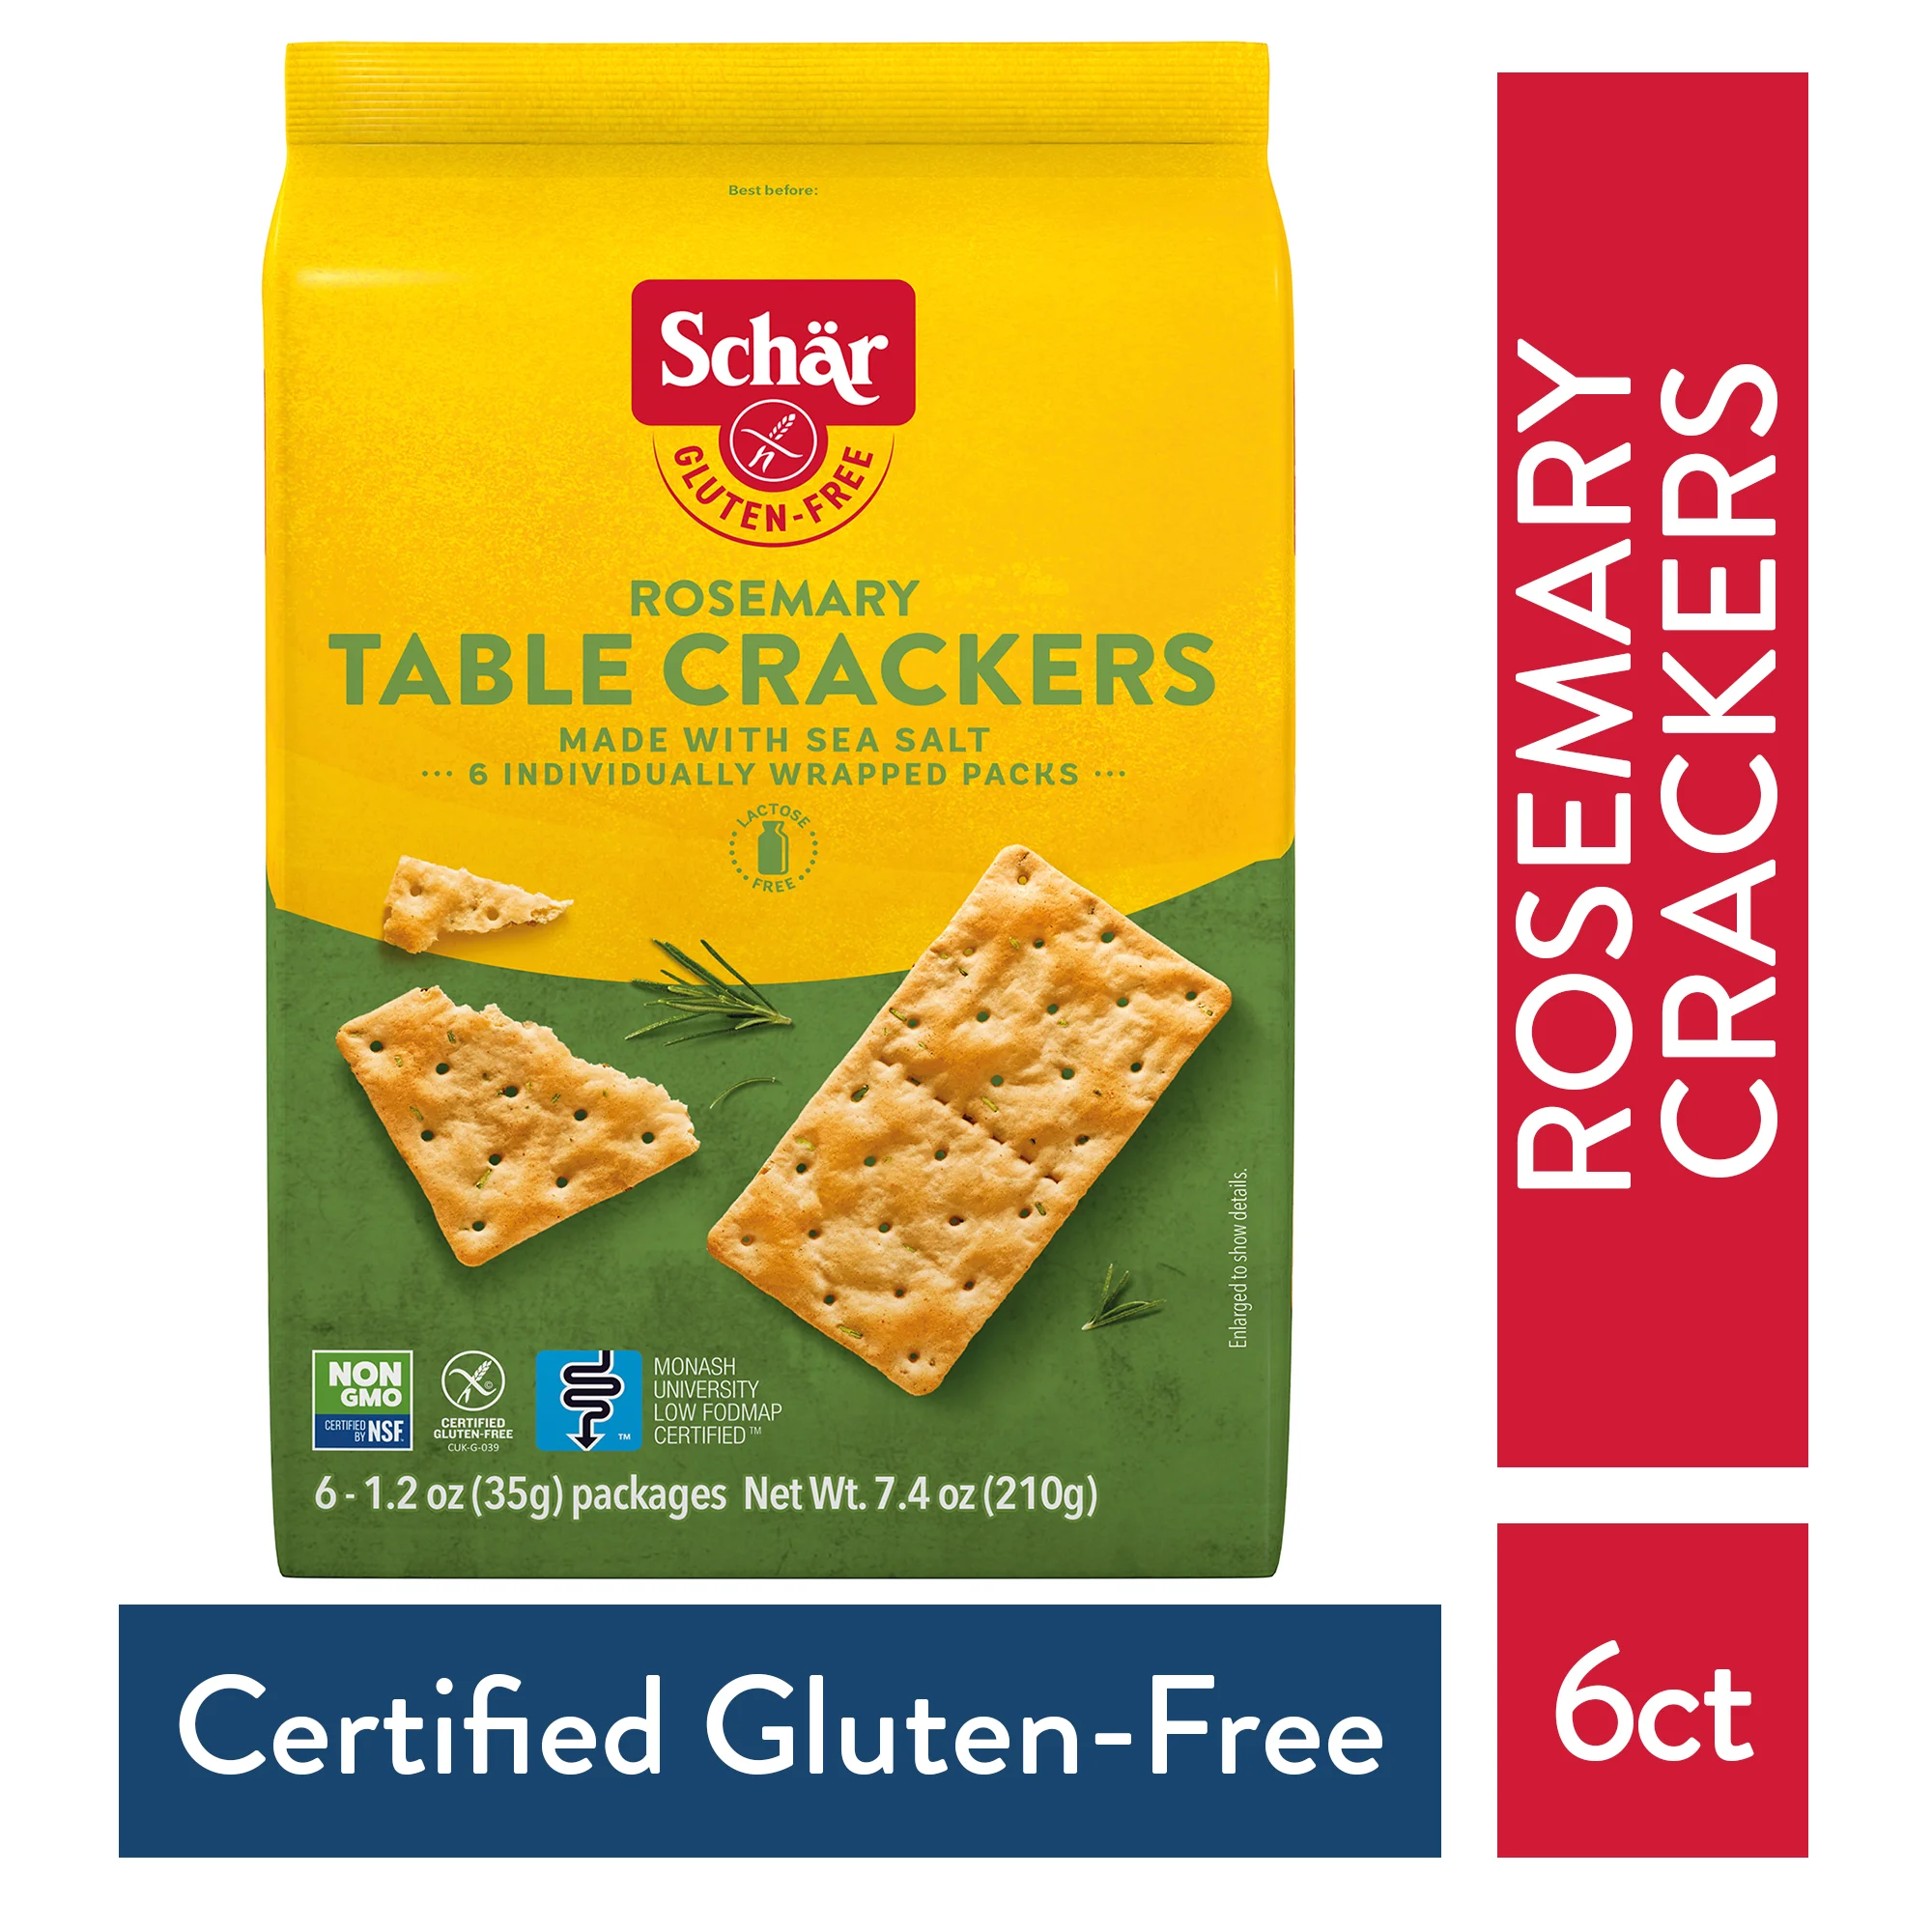 Best before:
Schär
GLUTEN-FREE
ROSEMARY
TABLE CRACKERS
MADE WITH SEA SALT
··· 6 INDIVIDUALLY WRAPPED PACKS ···
LACTOSE
FREE
Enlarged to show details.
NON
GMO
CERTIFIED
BY NSF
CERTIFIED
GLUTEN-FREE
CUK-G-039
MONASH
UNIVERSITY
LOW FODMAP
CERTIFIED™
TM
6 - 1.2 oz (35g) packages Net Wt. 7.4 oz (210g)
ROSEMARY
CRACKERS
Certified Gluten-Free
6ct